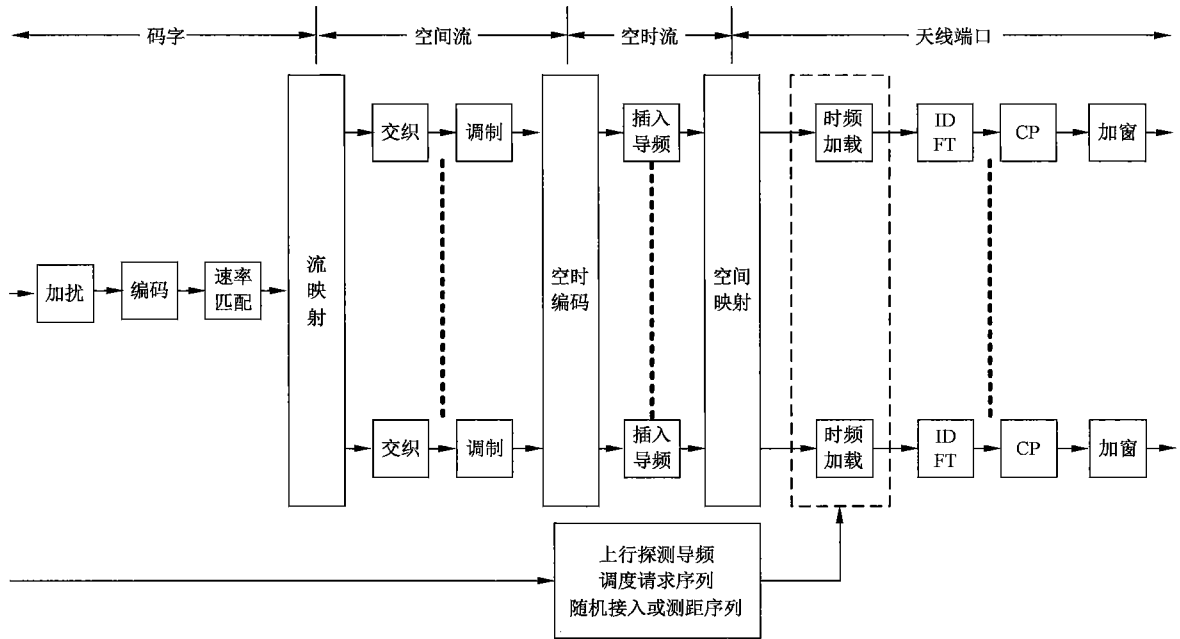 码字
空间流
空时流
天线端口
交织
调制
插入
导频
时频
加载
ID
FT
CP
加窗
加扰
编码
速率
匹配
流
映
射
空时
编码
空间
映射
交织
调制
插入
导频
时频
加载
ID
FT
CP
加窗
上行探测导频
调度请求序列
随机接入或测距序列